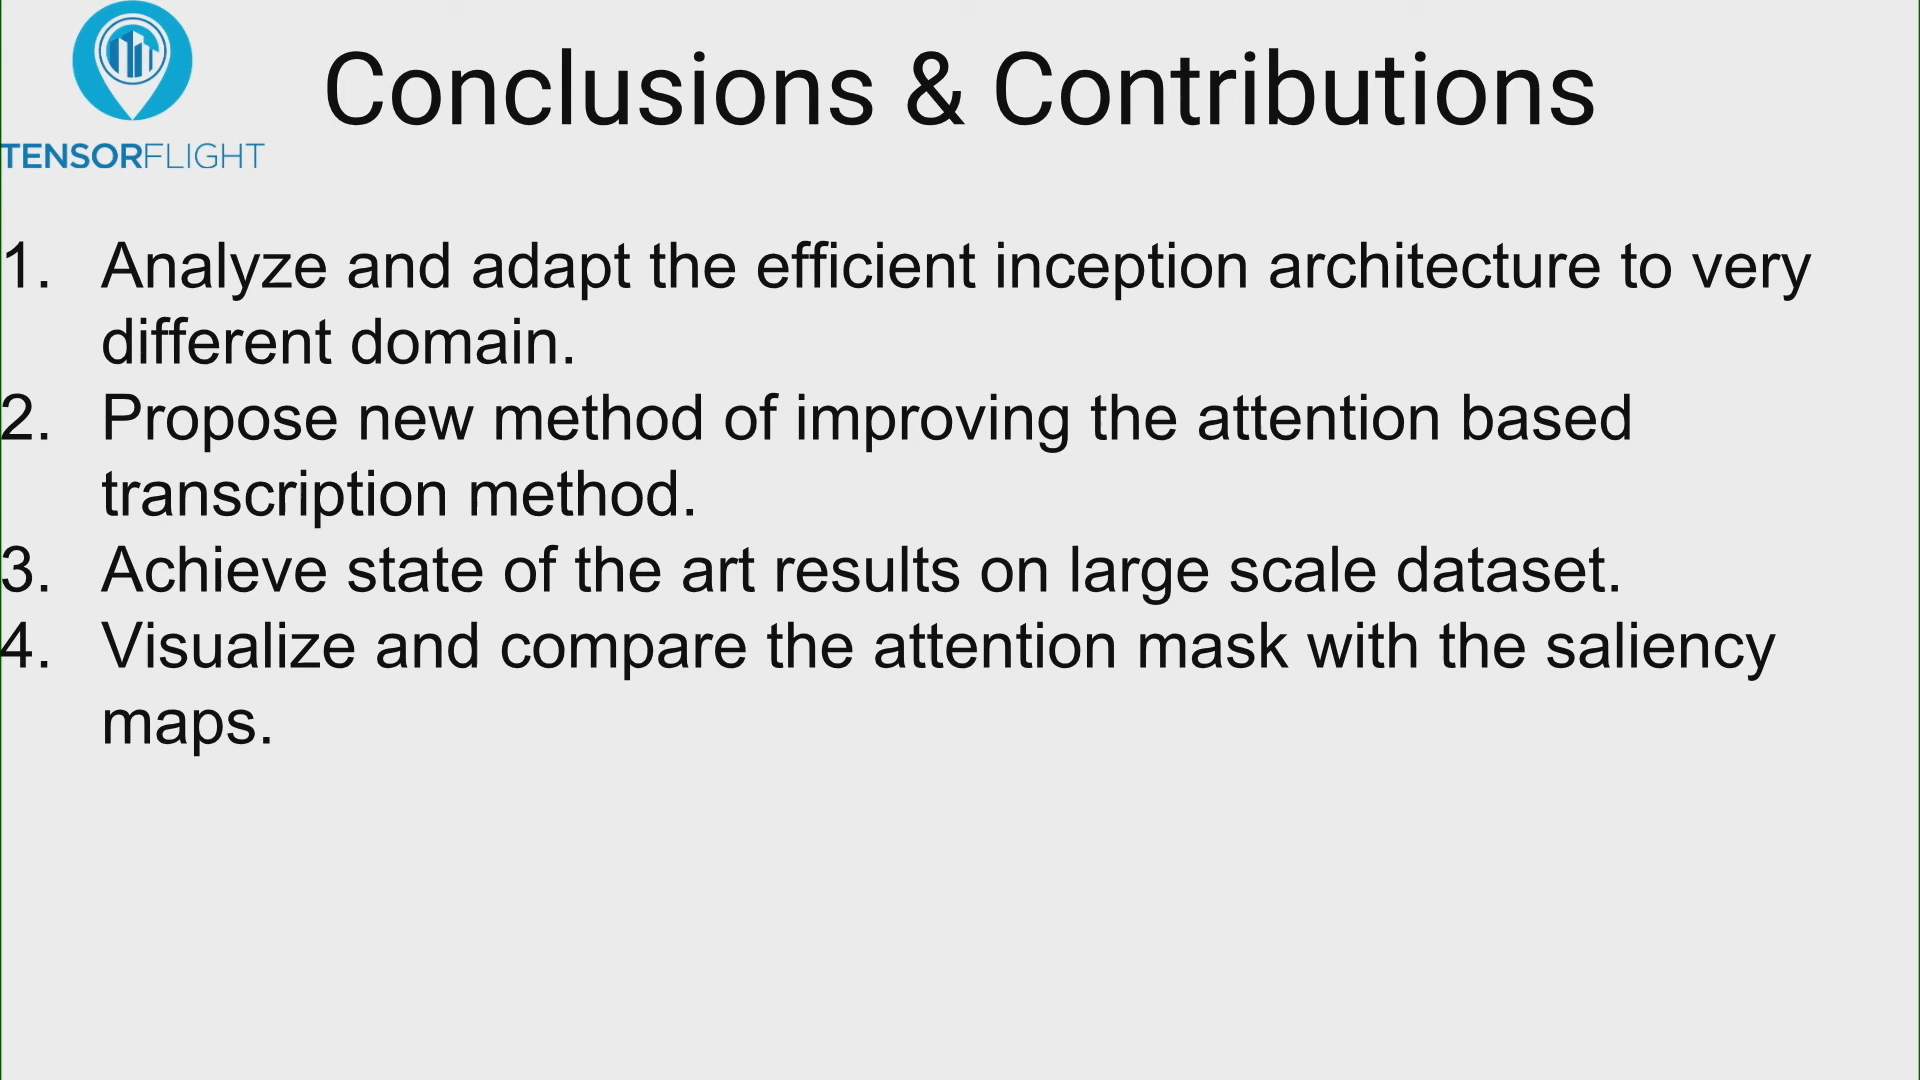 TENSORFLIGHT
Conclusions & Contributions
1. Analyze and adapt the efficient inception architecture to very
different domain.
2. Propose new method of improving the attention based
transcription method.
3. Achieve state of the art results on large scale dataset.
4. Visualize and compare the attention mask with the saliency
maps.